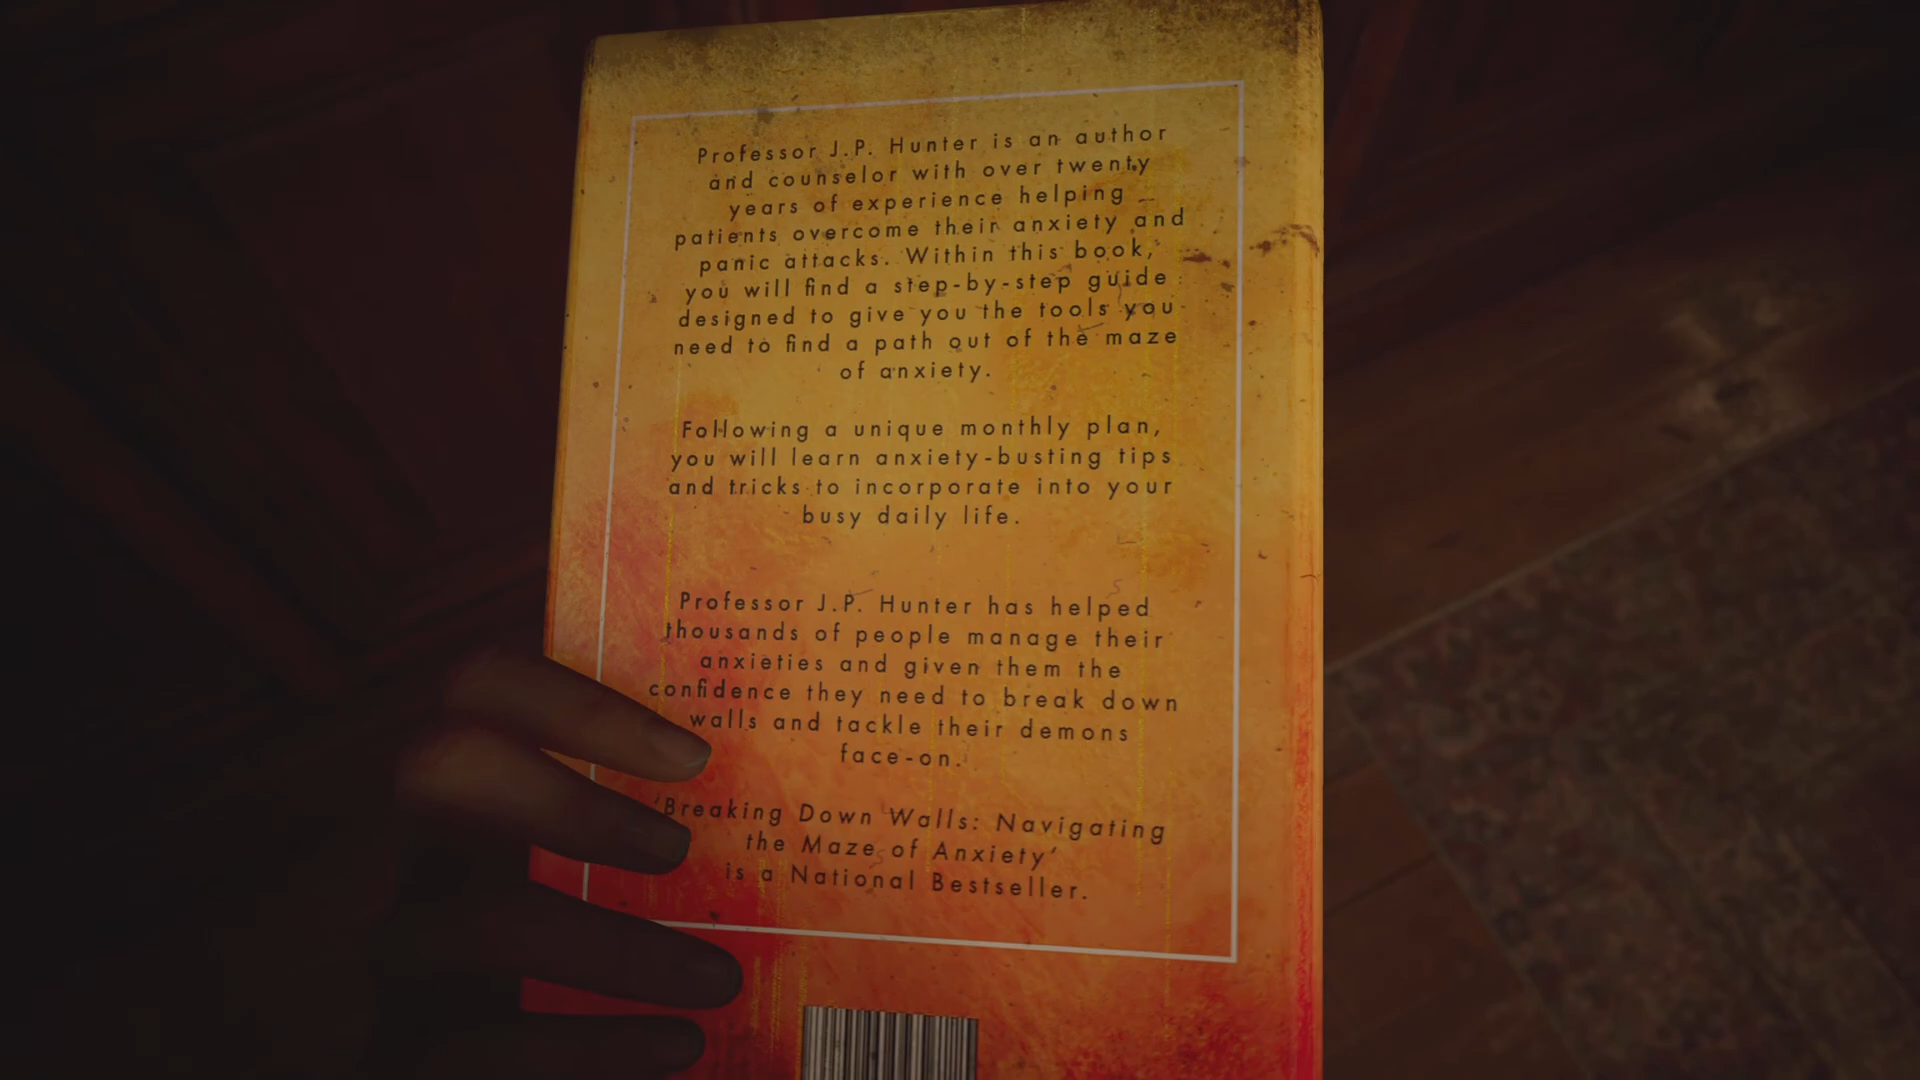 Professor J.P. Hunter is an author
and counselor with over twenty
years of experience helping
patients overcome their anxiety and
panic attacks. Within this book,
you will find a step-by-step guide
designed to give you the tools you
need to find a path out of the maze
of anxiety.
Following a unique monthly plan,
you will learn anxiety-busting tips
and tricks to incorporate into your
busy daily life.
Professor J.P. Hunter has helped
thousands of people manage their
anxieties and given them the
confidence they need to break down
walls and tackle their demons
face-on.
'Breaking Down Walls: Navigating
the Maze of Anxiety'
is a National Bestseller.